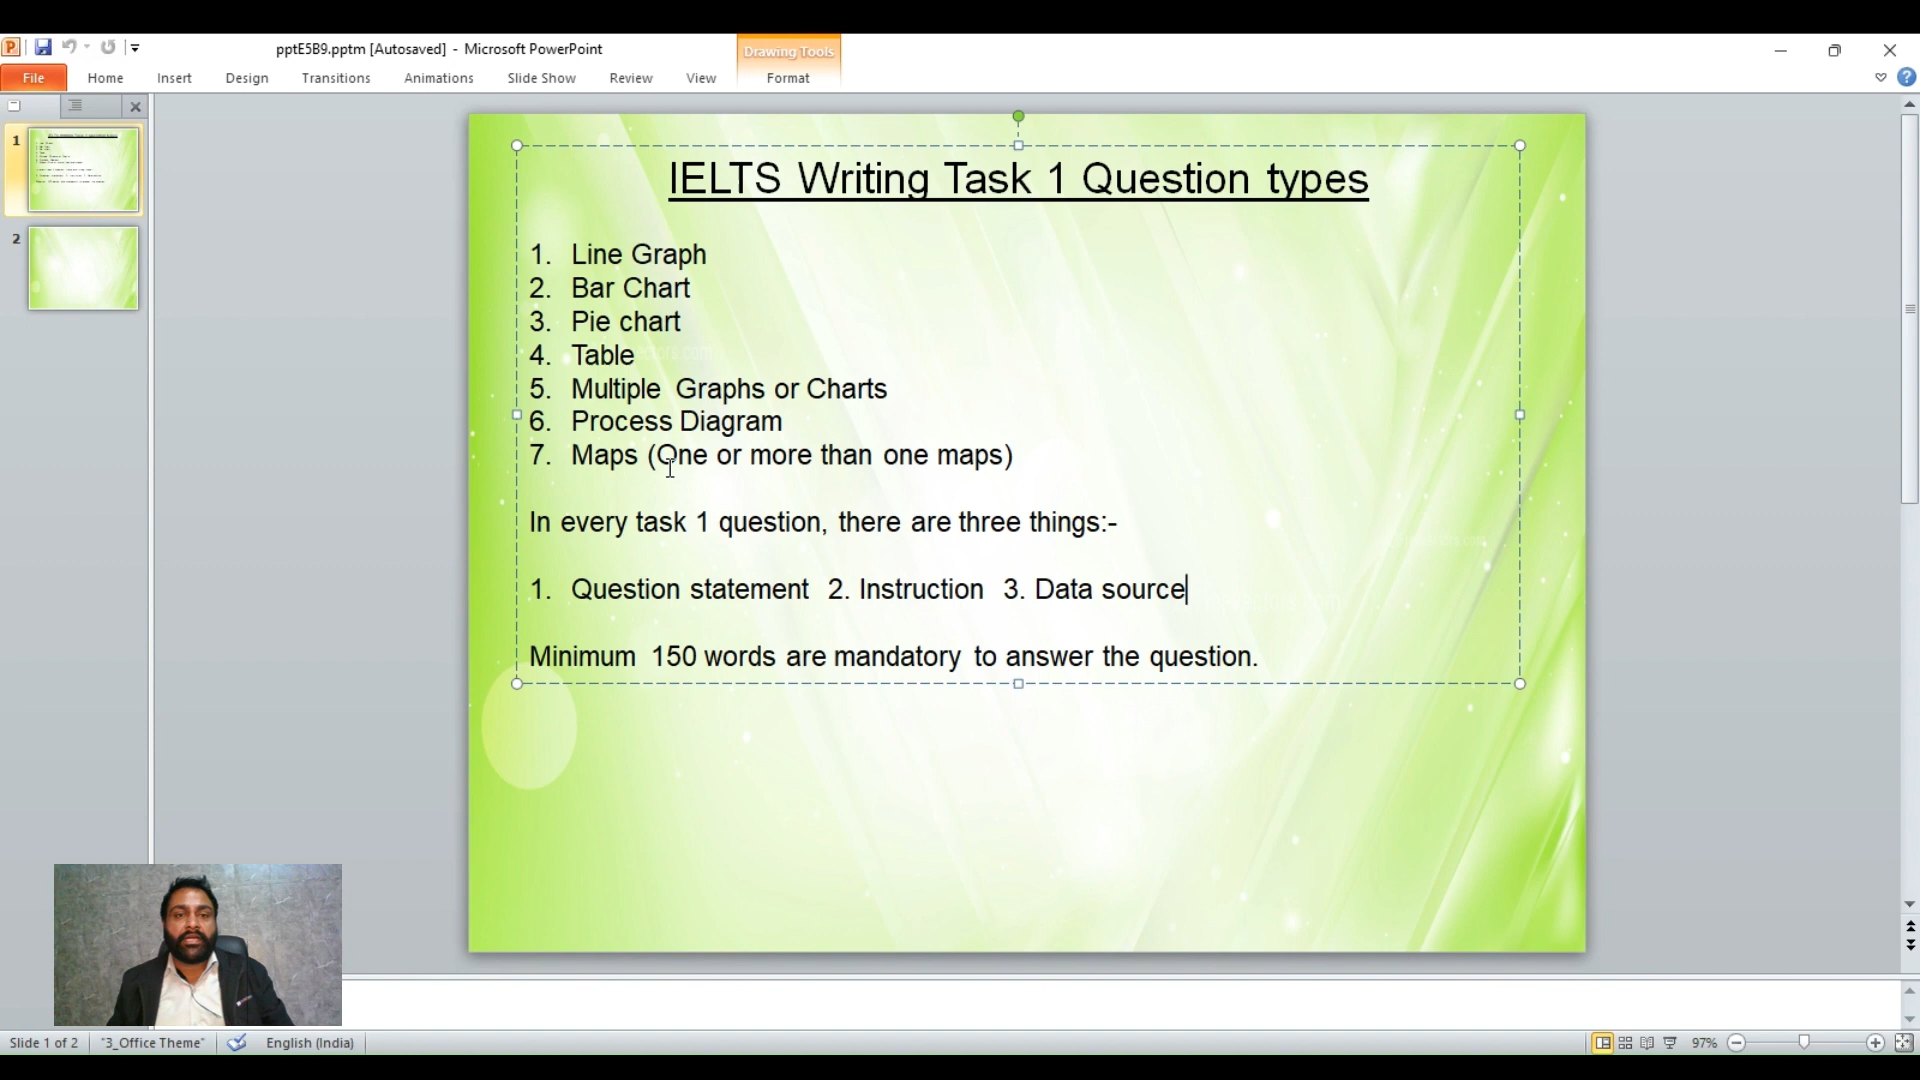 pptE5B9.pptm [Autosaved] - Microsoft PowerPoint
Drawing Tools
File Home Insert Design Transitions Animations Slide Show Review View Format
1
2
IELTS Writing Task 1 Question types
1. Line Graph
2. Bar Chart
3. Pie chart
4. Table
5. Multiple Graphs or Charts
6. Process Diagram
7. Maps (One or more than one maps)
In every task 1 question, there are three things:-
1. Question statement 2. Instruction 3. Data source
Minimum 150 words are mandatory to answer the question.
Slide 1 of 2 "3_Office Theme" English (India) 97%